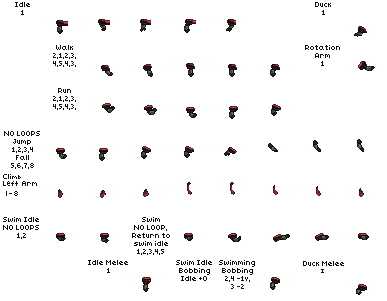 Idle
1
Duck
1
Walk
2,1,2,3,
4,5,4,3,
Rotation
Arm
1
Run
2,1,2,3,
4,5,4,3,
NO LOOPS
Jump
1,2,3,4
Fall
5,6,7,8
Climb
Left Arm
1-8
Swim Idle
NO LOOPS
1,2
Swim
NO LOOP,
Return to
swim idle
1,2,3,4,5
Idle Melee
1
Swim Idle
Bobbing
Idle +0
Swimming
Bobbing
2,4 -1v,
3 -2
Duck Melee
1